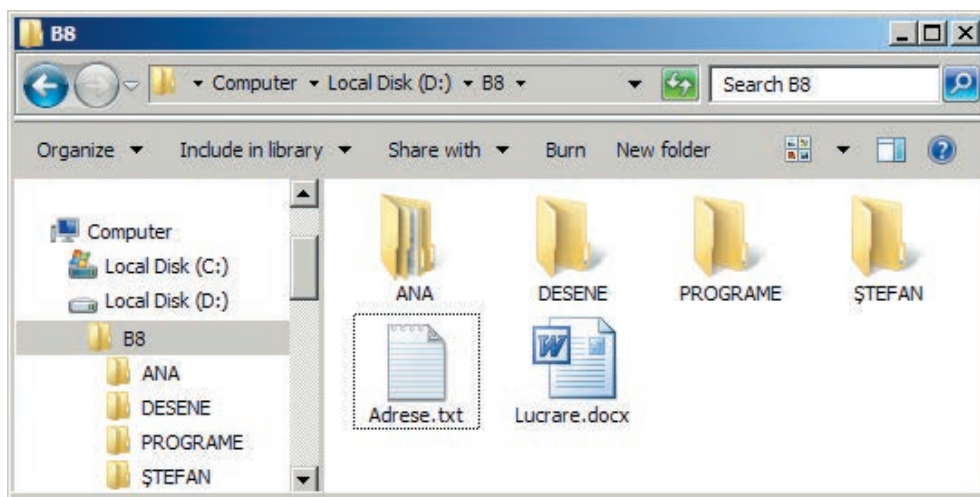 B8
Computer Local Disk (D:) B8 Search B8
Organize Include in library Share with Burn New folder
Computer
Local Disk (C:)
Local Disk (D:)
B8
ANA
DESENE
PROGRAME
ŞTEFAN
ANA DESENE PROGRAME ŞTEFAN
Adrese.txt Lucrare.docx